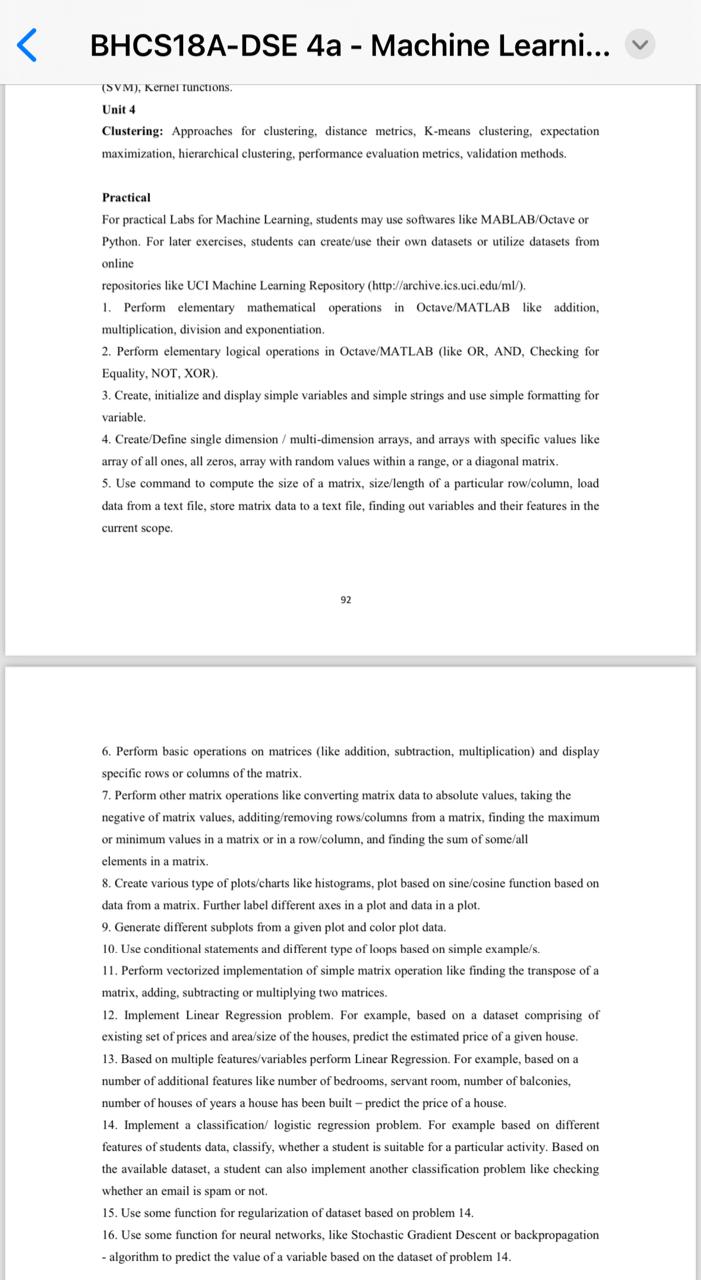 BHCS18A-DSE 4a - Machine Learni...
(SVM), Kernel functions.
Unit 4
Clustering: Approaches for clustering, distance metrics, K-means clustering, expectation
maximization, hierarchical clustering, performance evaluation metrics, validation methods.
Practical
For practical Labs for Machine Learning, students may use softwares like MABLAB/Octave or
Python. For later exercises, students can create/use their own datasets or utilize datasets from
online
repositories like UCI Machine Learning Repository (http://archive.ics.uci.edu/ml/).
1. Perform elementary mathematical operations in Octave/MATLAB like addition,
multiplication, division and exponentiation.
2. Perform elementary logical operations in Octave/MATLAB (like OR, AND, Checking for
Equality, NOT, XOR).
3. Create, initialize and display simple variables and simple strings and use simple formatting for
variable.
4. Create/Define single dimension / multi-dimension arrays, and arrays with specific values like
array of all ones, all zeros, array with random values within a range, or a diagonal matrix.
5. Use command to compute the size of a matrix, size/length of a particular row/column, load
data from a text file, store matrix data to a text file, finding out variables and their features in the
current scope.
92
6. Perform basic operations on matrices (like addition, subtraction, multiplication) and display
specific rows or columns of the matrix.
7. Perform other matrix operations like converting matrix data to absolute values, taking the
negative of matrix values, additing/removing rows/columns from a matrix, finding the maximum
or minimum values in a matrix or in a row/column, and finding the sum of some/all
elements in a matrix.
8. Create various type of plots/charts like histograms, plot based on sine/cosine function based on
data from a matrix. Further label different axes in a plot and data in a plot.
9. Generate different subplots from a given plot and color plot data.
10. Use conditional statements and different type of loops based on simple example/s.
11. Perform vectorized implementation of simple matrix operation like finding the transpose of a
matrix, adding, subtracting or multiplying two matrices.
12. Implement Linear Regression problem. For example, based on a dataset comprising of
existing set of prices and area/size of the houses, predict the estimated price of a given house.
13. Based on multiple features/variables perform Linear Regression. For example, based on a
number of additional features like number of bedrooms, servant room, number of balconies,
number of houses of years a house has been built – predict the price of a house.
14. Implement a classification/ logistic regression problem. For example based on different
features of students data, classify, whether a student is suitable for a particular activity. Based on
the available dataset, a student can also implement another classification problem like checking
whether an email is spam or not.
15. Use some function for regularization of dataset based on problem 14.
16. Use some function for neural networks, like Stochastic Gradient Descent or backpropagation
- algorithm to predict the value of a variable based on the dataset of problem 14.